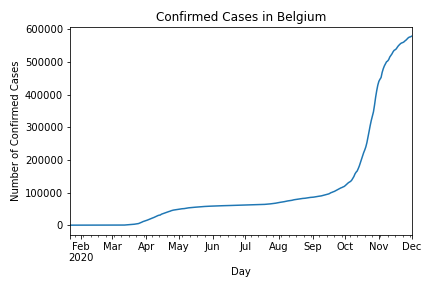 Confirmed Cases in Belgium
600000
500000
400000
300000
200000
100000
0
Number of Confirmed Cases
Feb Mar Apr May Jun Jul Aug Sep Oct Nov Dec
2020
Day